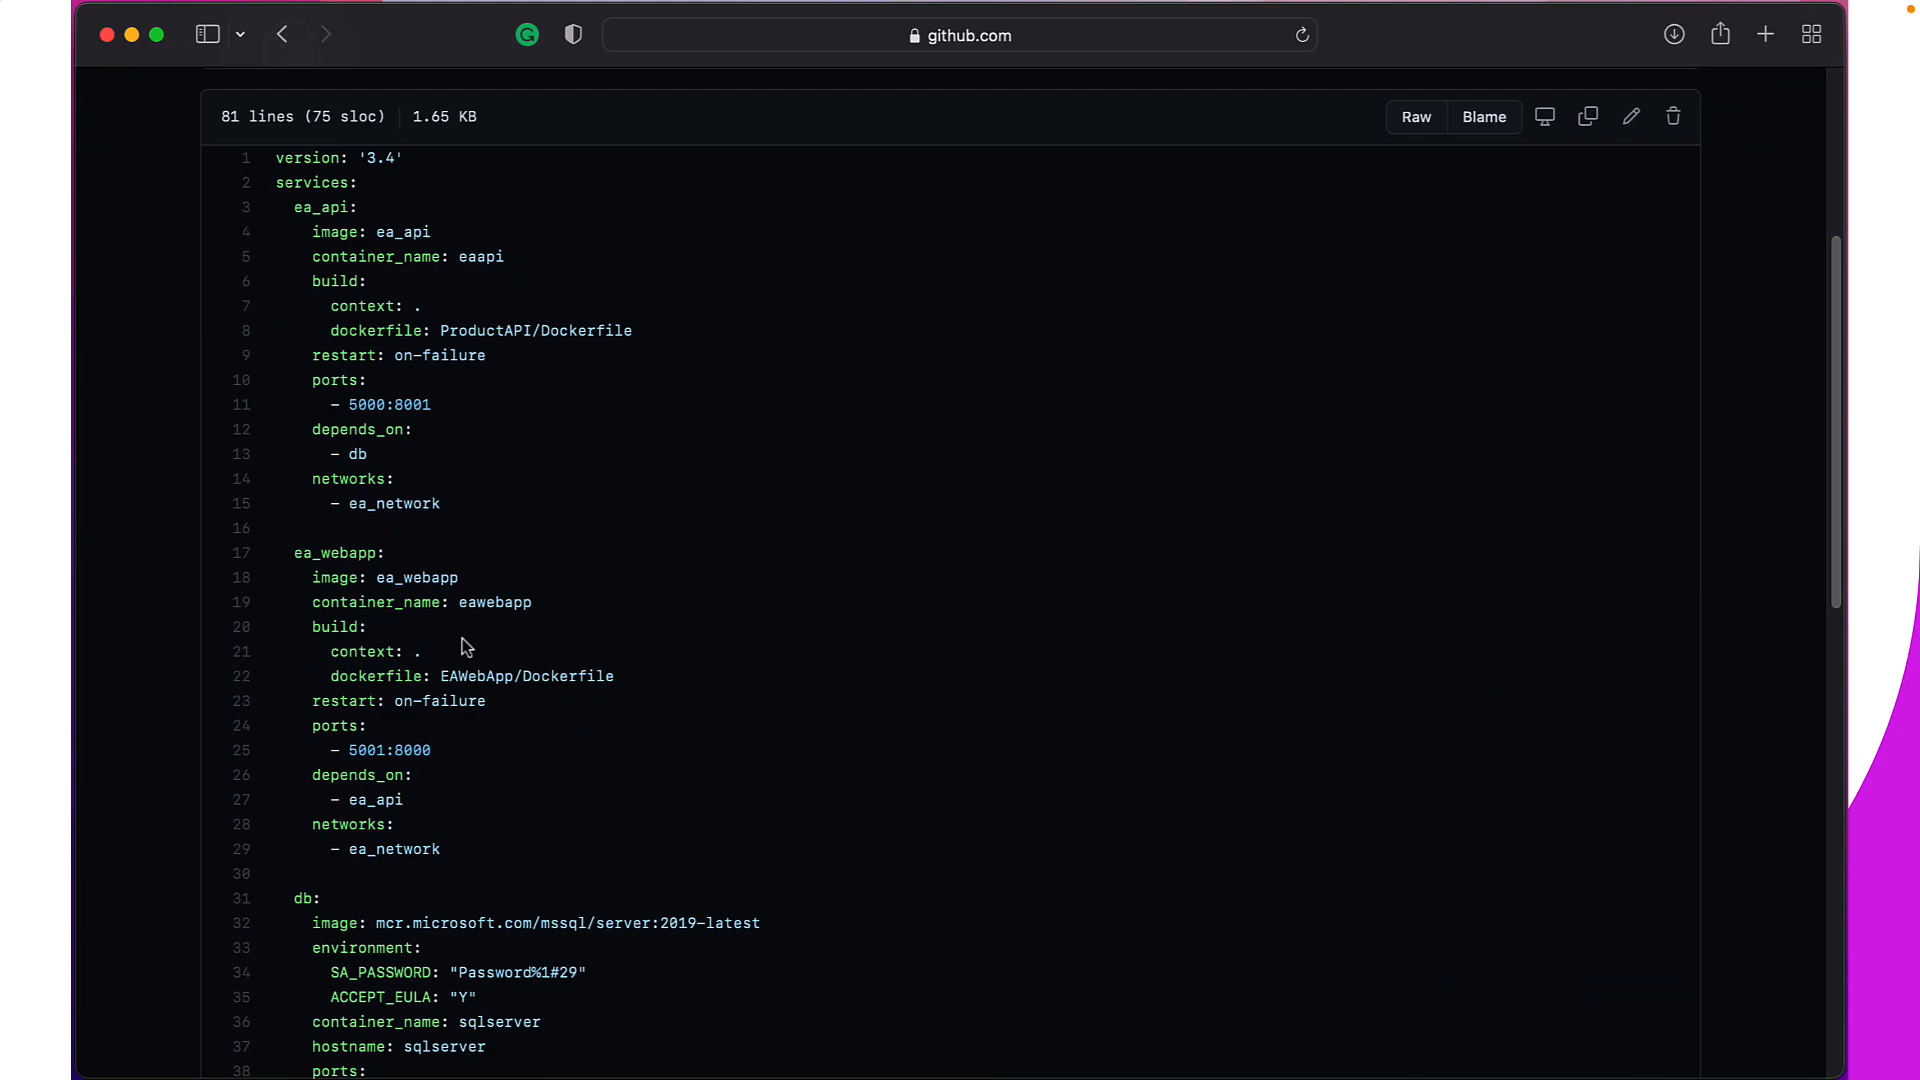 github.com
81 lines (75 sloc) 1.65 KB
Raw Blame
1 version: '3.4'
2 services:
3 ea_api:
4 image: ea_api
5 container_name: eaapi
6 build:
7 context: .
8 dockerfile: ProductAPI/Dockerfile
9 restart: on-failure
10 ports:
11 - 5000:8001
12 depends_on:
13 - db
14 networks:
15 - ea_network
16
17 ea_webapp:
18 image: ea_webapp
19 container_name: eawebapp
20 build:
21 context: .
22 dockerfile: EAWebApp/Dockerfile
23 restart: on-failure
24 ports:
25 - 5001:8000
26 depends_on:
27 - ea_api
28 networks:
29 - ea_network
30
31 db:
32 image: mcr.microsoft.com/mssql/server:2019-latest
33 environment:
34 SA_PASSWORD: "Password%1#29"
35 ACCEPT_EULA: "Y"
36 container_name: sqlserver
37 hostname: sqlserver
38 ports: